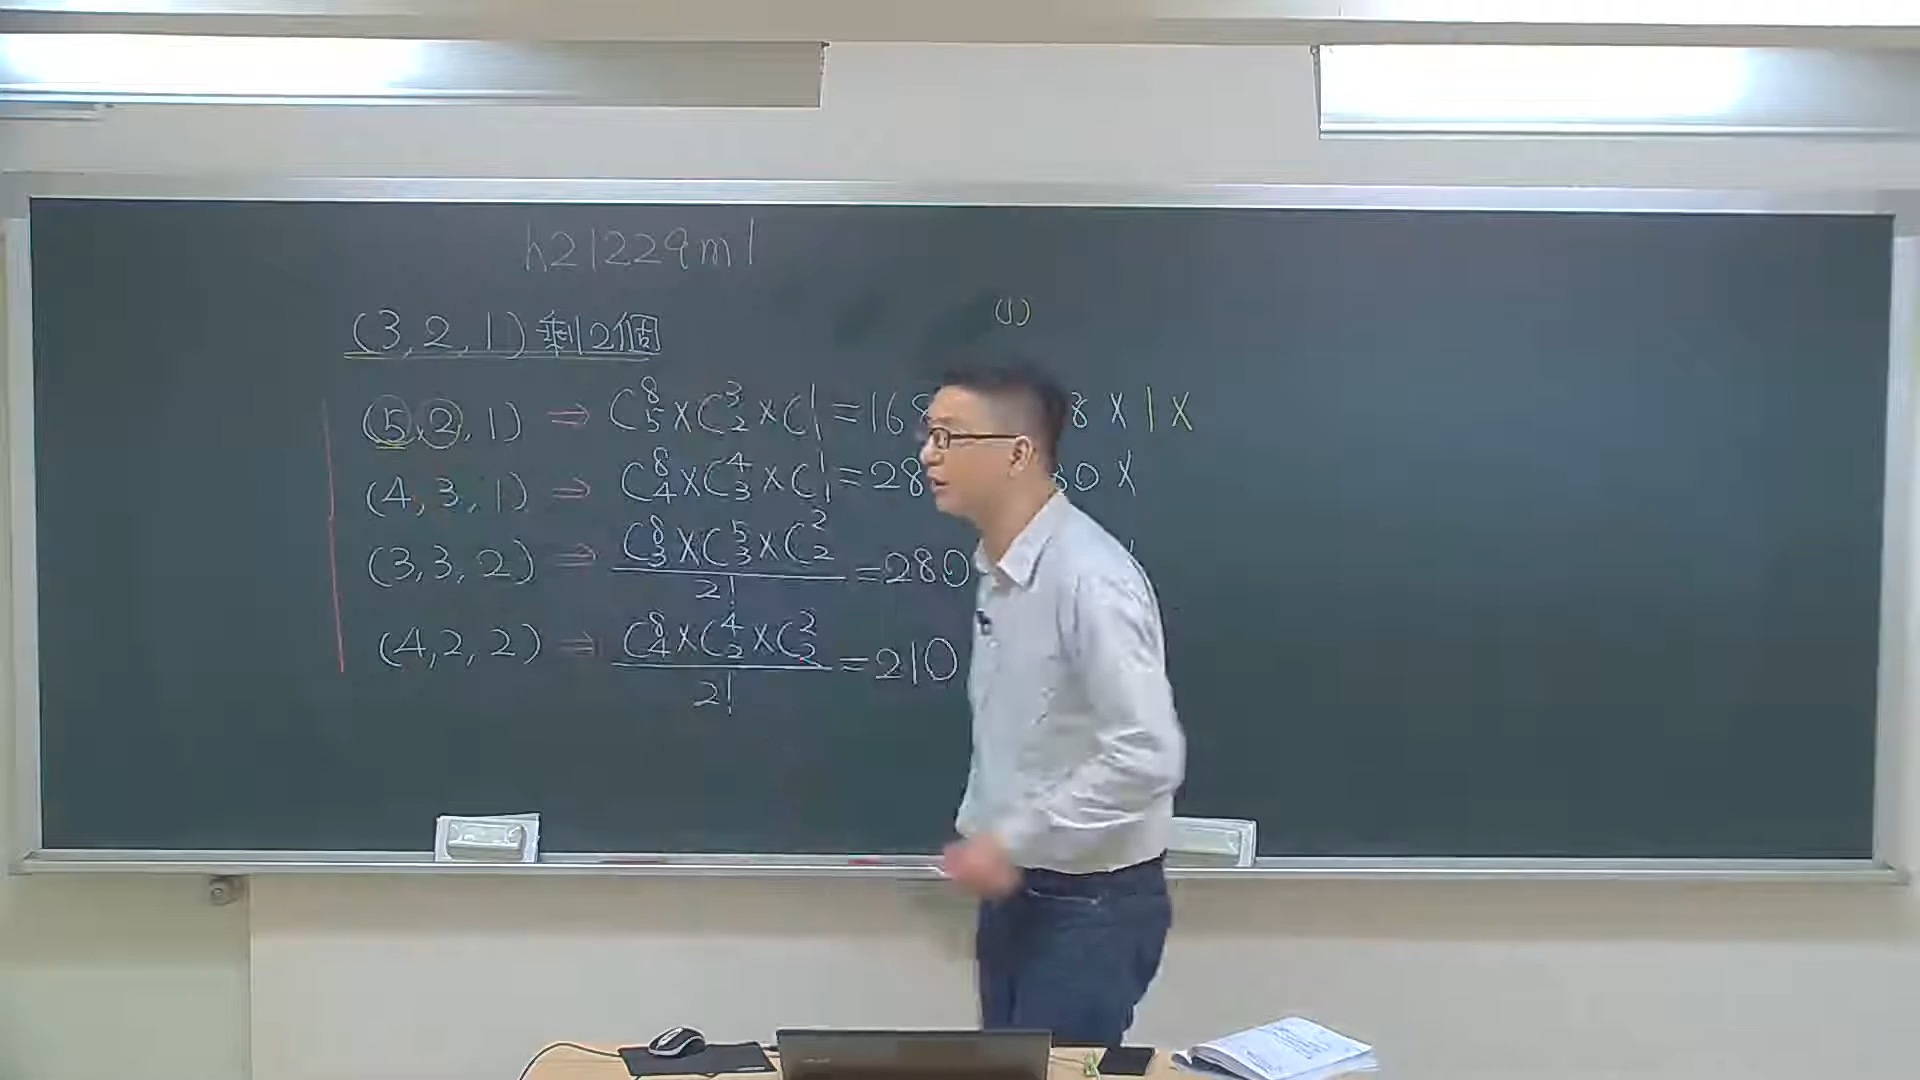 h21229m1
(3,2,1) 剩2個
(1)
(5,2,1) ⇒ C⁸₅×C³₂×C¹₁=168 8×1×
(4,3,1) ⇒ C⁸₄×C⁴₃×C¹₁=28 80×
(3,3,2) ⇒ C⁸₃×C⁵₃×C²₂ / 2! =280
(4,2,2) ⇒ C⁸₄×C⁴₂×C²₂ / 2! =210